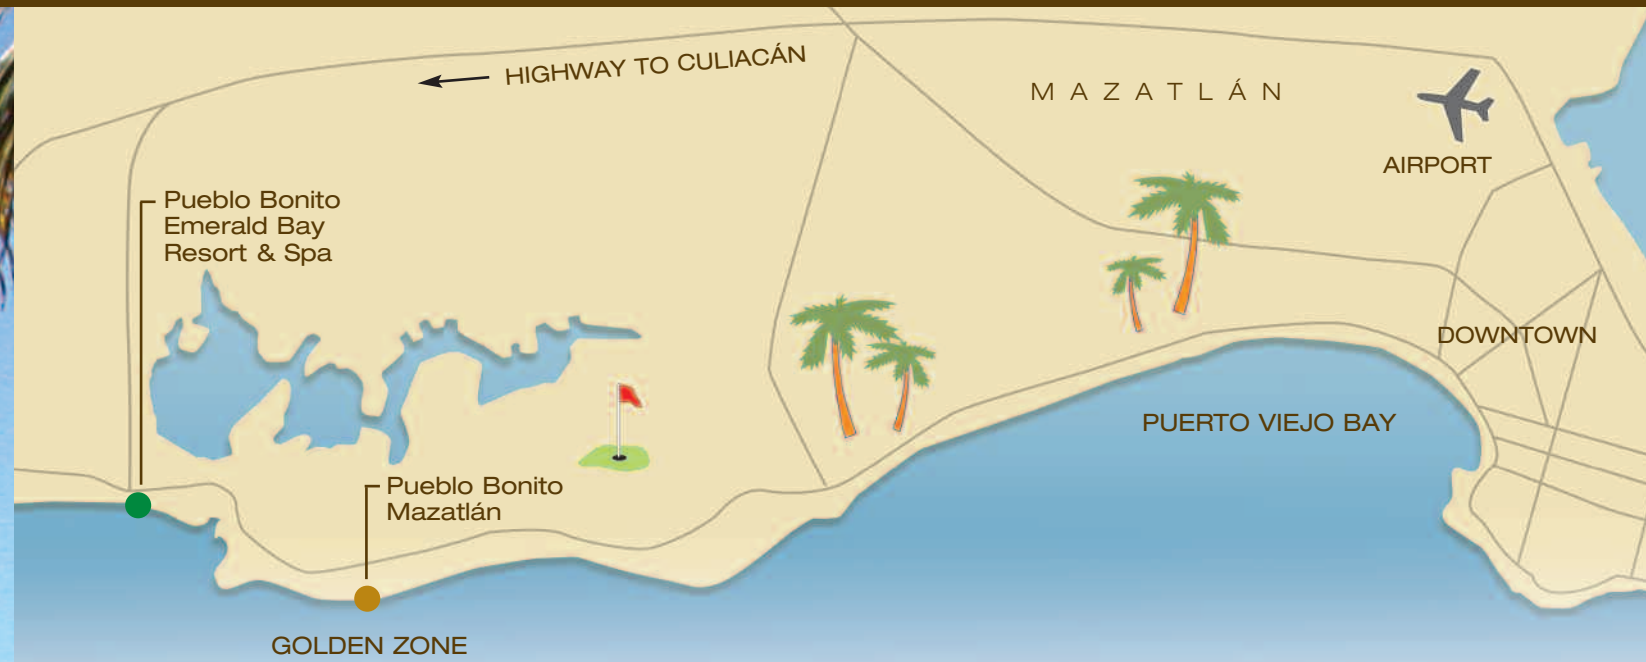 HIGHWAY TO CULIACÁN
MAZATLÁN
AIRPORT
Pueblo Bonito
Emerald Bay
Resort & Spa
DOWNTOWN
PUERTO VIEJO BAY
Pueblo Bonito
Mazatlán
GOLDEN ZONE